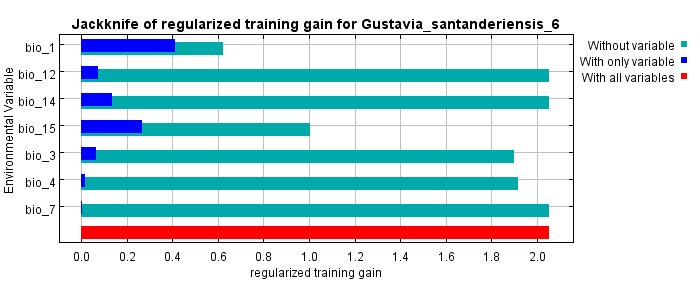 Jackknife of regularized training gain for Gustavia_santanderiensis_6
Environmental Variable
bio_1
bio_12
bio_14
bio_15
bio_3
bio_4
bio_7
Without variable
With only variable
With all variables
0.0 0.2 0.4 0.6 0.8 1.0 1.2 1.4 1.6 1.8 2.0
regularized training gain